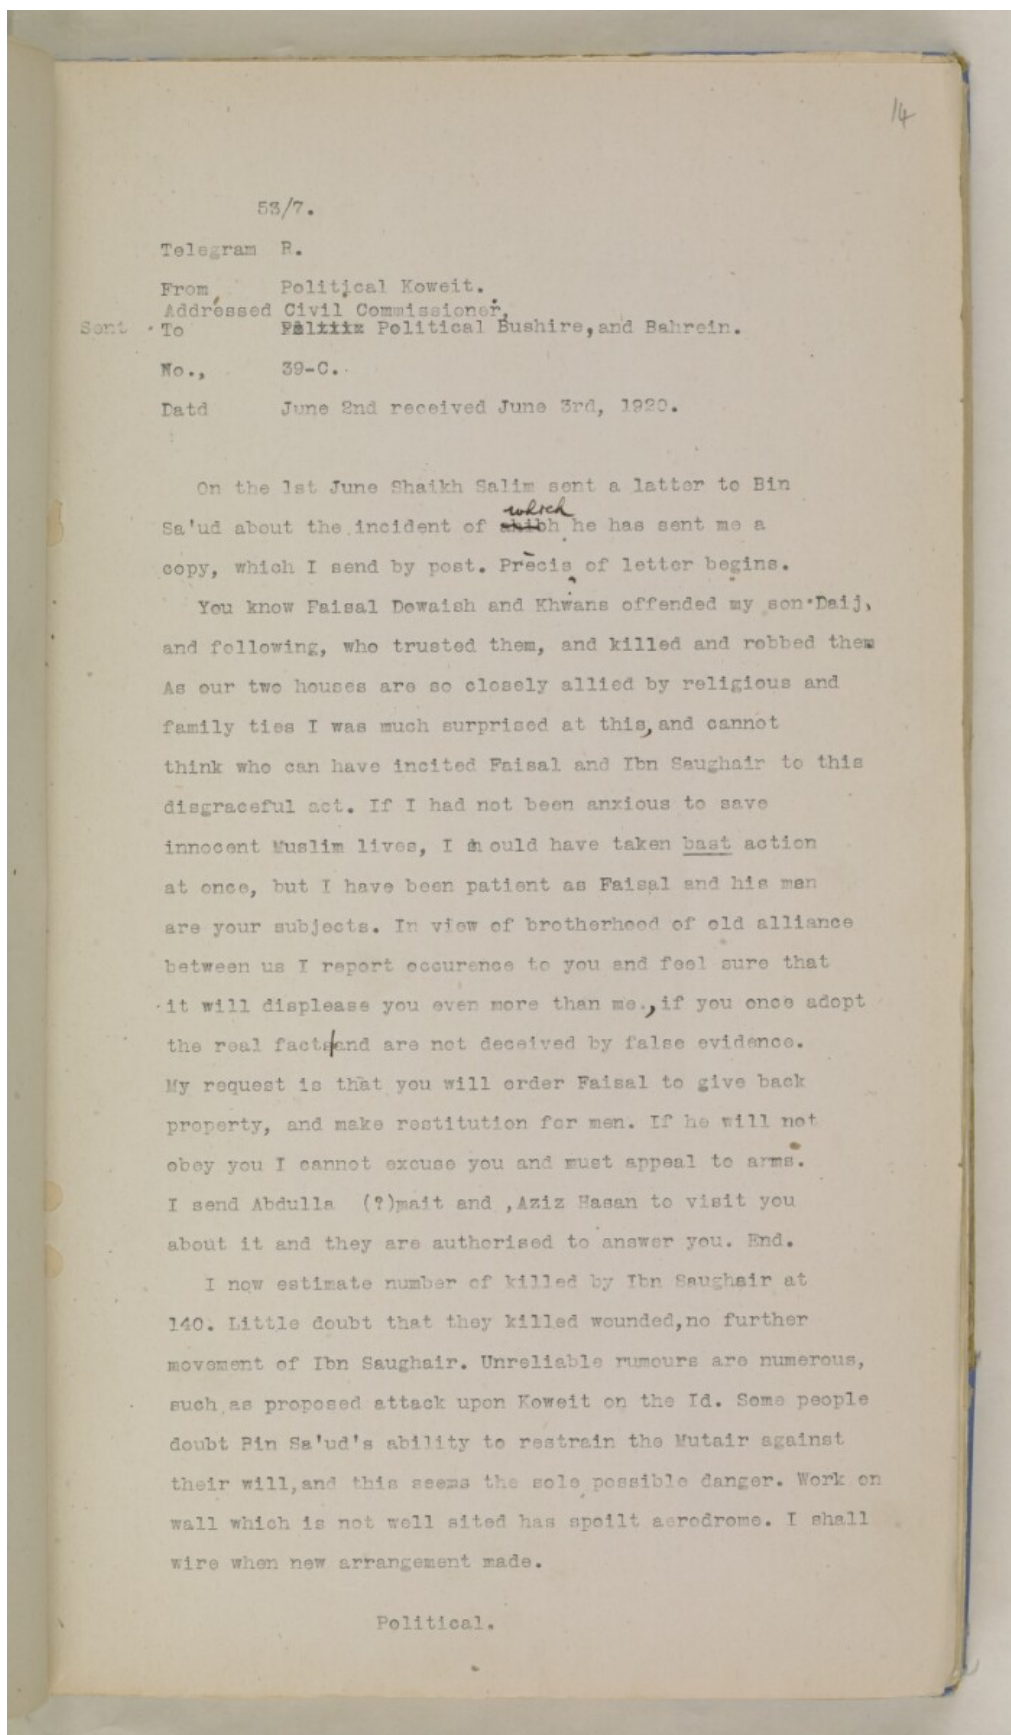 14
53/7.
Telegram R.
From Political Koweit.
Addressed Civil Commissioner,
Sent To Political Bushire, and Bahrein.
No., 39-C.
Datd June 2nd received June 3rd, 1920.
On the 1st June Shaikh Salim sent a latter to Bin
which
Sa'ud about the incident of ahibh he has sent me a
copy, which I send by post. Precis of letter begins.
You know Faisal Dowaish and Khwans offended my son Daij,
and following, who trusted them, and killed and robbed them
As our two houses are so closely allied by religious and
family ties I was much surprised at this, and cannot
think who can have incited Faisal and Ibn Saughair to this
disgraceful act. If I had not been anxious to save
innocent Muslim lives, I should have taken bast action
at once, but I have been patient as Faisal and his men
are your subjects. In view of brotherhood of old alliance
between us I report occurence to you and feel sure that
it will displease you even more than me., if you once adopt
the real facts and are not deceived by false evidence.
My request is that you will order Faisal to give back
property, and make restitution for men. If he will not
obey you I cannot excuse you and must appeal to arms.
I send Abdulla (?)mait and ,Aziz Hasan to visit you
about it and they are authorised to answer you. End.
I now estimate number of killed by Ibn Saughair at
140. Little doubt that they killed wounded, no further
movement of Ibn Saughair. Unreliable rumours are numerous,
such as proposed attack upon Koweit on the Id. Some people
doubt Bin Sa'ud's ability to restrain the Mutair against
their will, and this seems the sole possible danger. Work on
wall which is not well sited has spoilt aerodrome. I shall
wire when new arrangement made.
Political.